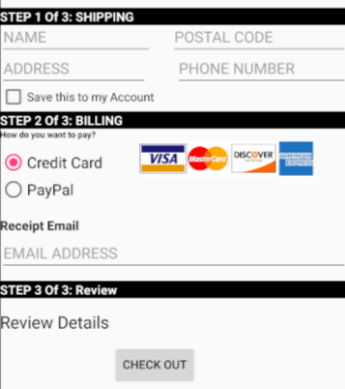 STEP 1 Of 3: SHIPPING
NAME POSTAL CODE
ADDRESS PHONE NUMBER
Save this to my Account
STEP 2 Of 3: BILLING
How do you want to pay?
Credit Card VISA MasterCard DISCOVER AMERICAN EXPRESS
PayPal
Receipt Email
EMAIL ADDRESS
STEP 3 Of 3: Review
Review Details
CHECK OUT